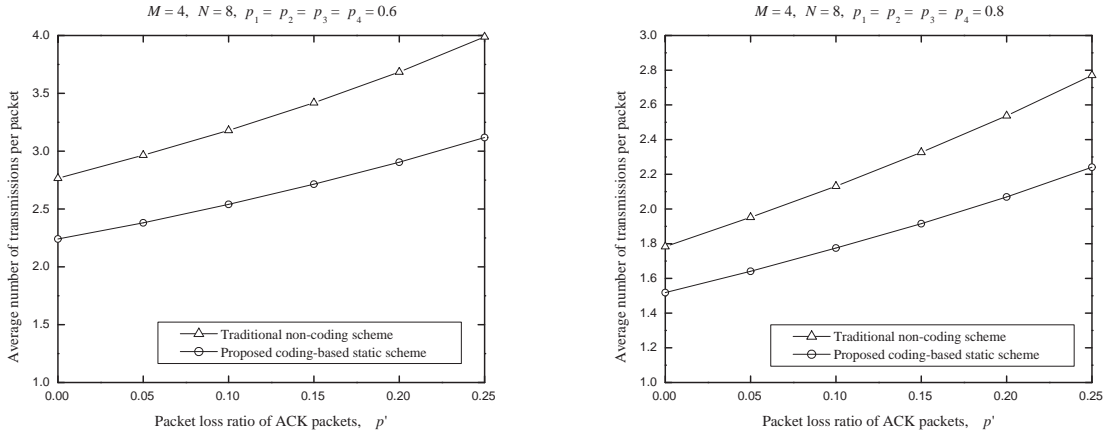 M = 4, N = 8, p1 = p2 = p3 = p4 = 0.6
4.0
3.5
3.0
2.5
2.0
1.5
1.0
Average number of transmissions per packet
Traditional non-coding scheme
Proposed coding-based static scheme
0.00 0.05 0.10 0.15 0.20 0.25
Packet loss ratio of ACK packets, p'
M = 4, N = 8, p1 = p2 = p3 = p4 = 0.8
3.0
2.8
2.6
2.4
2.2
2.0
1.8
1.6
1.4
1.2
1.0
Average number of transmissions per packet
Traditional non-coding scheme
Proposed coding-based static scheme
0.00 0.05 0.10 0.15 0.20 0.25
Packet loss ratio of ACK packets, p'